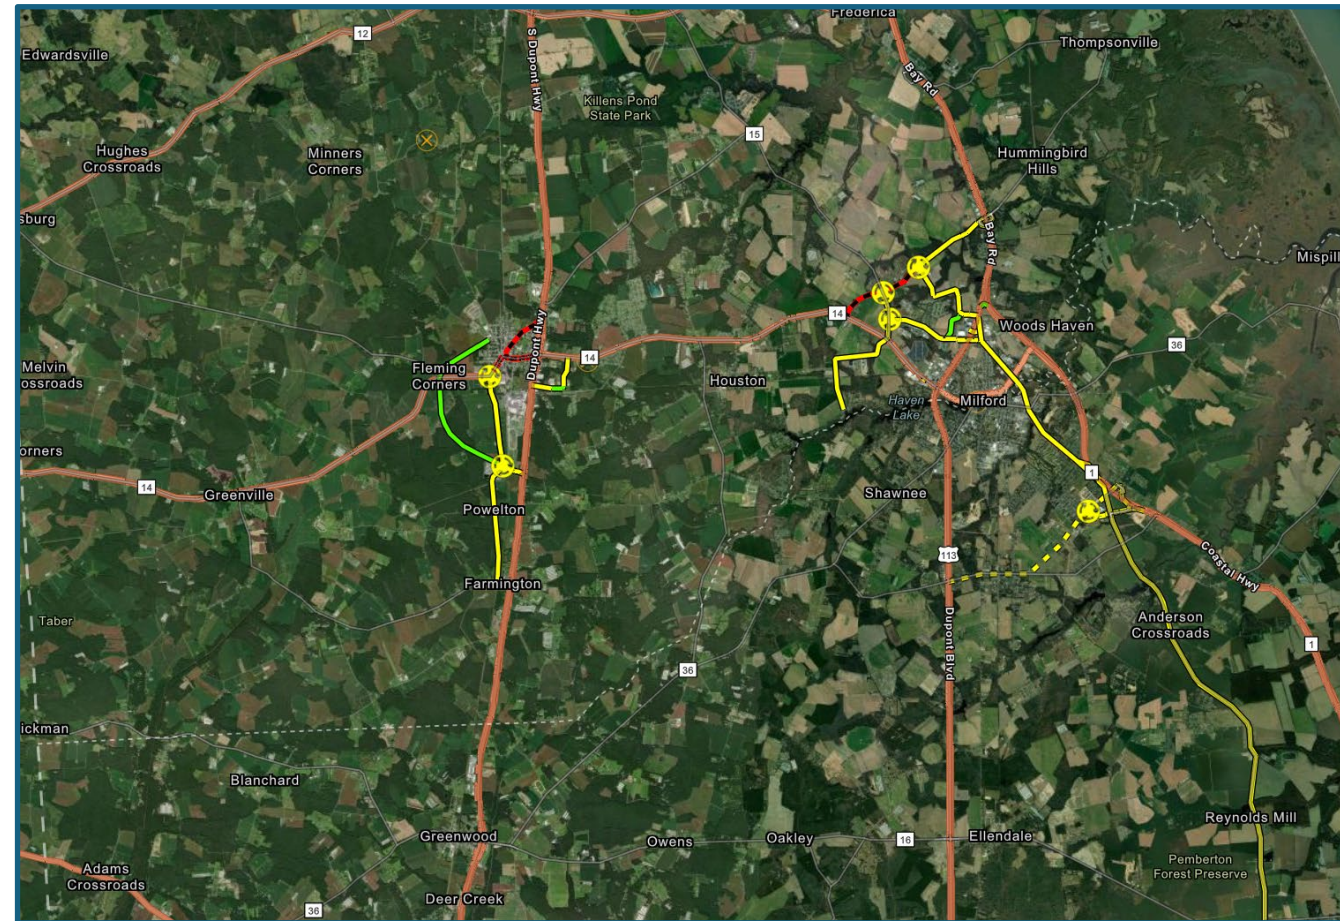 Frederica
12
Thompsonville
Edwardsville
S Dupont Hwy
Bay Rd
Killens Pond
State Park
15
Hughes
Crossroads
Minners
Corners
Hummingbird
Hills
sburg
Bay Rd
Mispill
14
Woods Haven
Dupont Hwy
14
36
Melvin
ossroads
Fleming
Corners
Houston
Haven
Lake
Milford
orners
1
14
Greenville
Shawnee
Powelton
113
Coastal Hwy
Farmington
Taber
Dupont Blvd
Anderson
Crossroads
1
36
ickman
Blanchard
Reynolds Mill
Greenwood
Owens
Oakley
16
Ellendale
Adams
Crossroads
Pemberton
Forest Preserve
Deer Creek
36